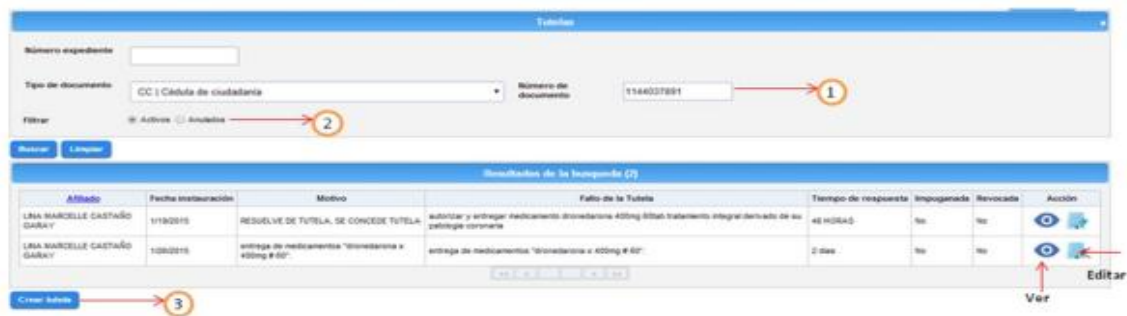 Tutelas
Número expediente
Tipo de documento CC | Cédula de ciudadanía Número de documento 1144037891 1
Filtrar Activos Anulados 2
Buscar Limpiar
Resultados de la busqueda (2)
Afiliado Fecha instauración Motivo Fallo de la Tutela Tiempo de respuesta Impuganada Revocada Acción
LINA MARCELLE CASTAÑO GARAY 1/19/2015 RESUELVE DE TUTELA, SE CONCEDE TUTELA autorizar y entregar medicamento dronedarona 400mg 60tab tratamiento integral derivado de su patologia coronaria 48 HORAS No No
LINA MARCELLE CASTAÑO GARAY 1/28/2015 entrega de medicamentos "dronedarona x 400mg # 60". entrega de medicamentos "dronedarona x 400mg # 60". 2 dias No No
Editar
Ver
Crear tutela 3